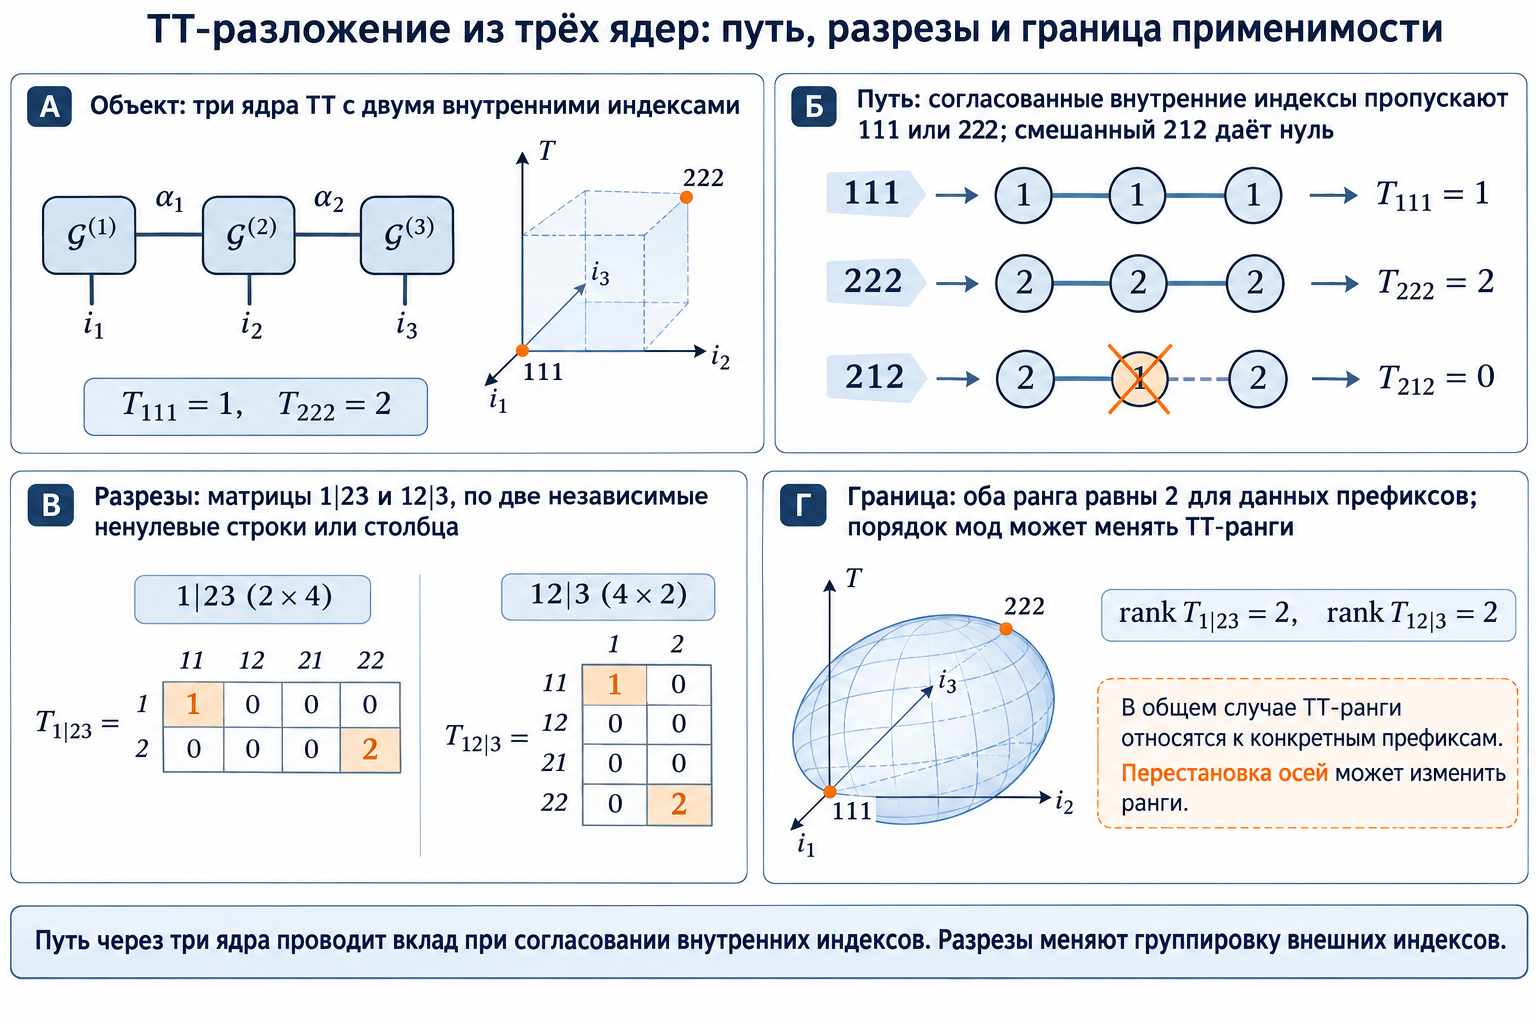 ТТ-разложение из трёх ядер: путь, разрезы и граница применимости
А
Объект: три ядра ТТ с двумя внутренними индексами
α₁
α₂
𝒢⁽¹⁾
𝒢⁽²⁾
𝒢⁽³⁾
i₁
i₂
i₃
T₁₁₁ = 1, T₂₂₂ = 2
T
222
i₃
i₂
111
i₁
Б
Путь: согласованные внутренние индексы пропускают
111 или 222; смешанный 212 даёт нуль
111 → 1 1 1 → T₁₁₁ = 1
222 → 2 2 2 → T₂₂₂ = 2
212 → 2 1 2 → T₂₁₂ = 0
В
Разрезы: матрицы 1|23 и 12|3, по две независимые
ненулевые строки или столбца
1|23 (2 × 4)
11 12 21 22
T₁|₂₃ =
1 1 0 0 0
2 0 0 0 2
12|3 (4 × 2)
1 2
T₁₂|₃ =
11 1 0
12 0 0
21 0 0
22 0 2
Г
Граница: оба ранга равны 2 для данных префиксов;
порядок мод может менять ТТ-ранги
T
222
i₃
i₂
111
i₁
rank T₁|₂₃ = 2, rank T₁₂|₃ = 2
В общем случае ТТ-ранги
относятся к конкретным префиксам.
Перестановка осей может изменить
ранги.
Путь через три ядра проводит вклад при согласовании внутренних индексов. Разрезы меняют группировку внешних индексов.